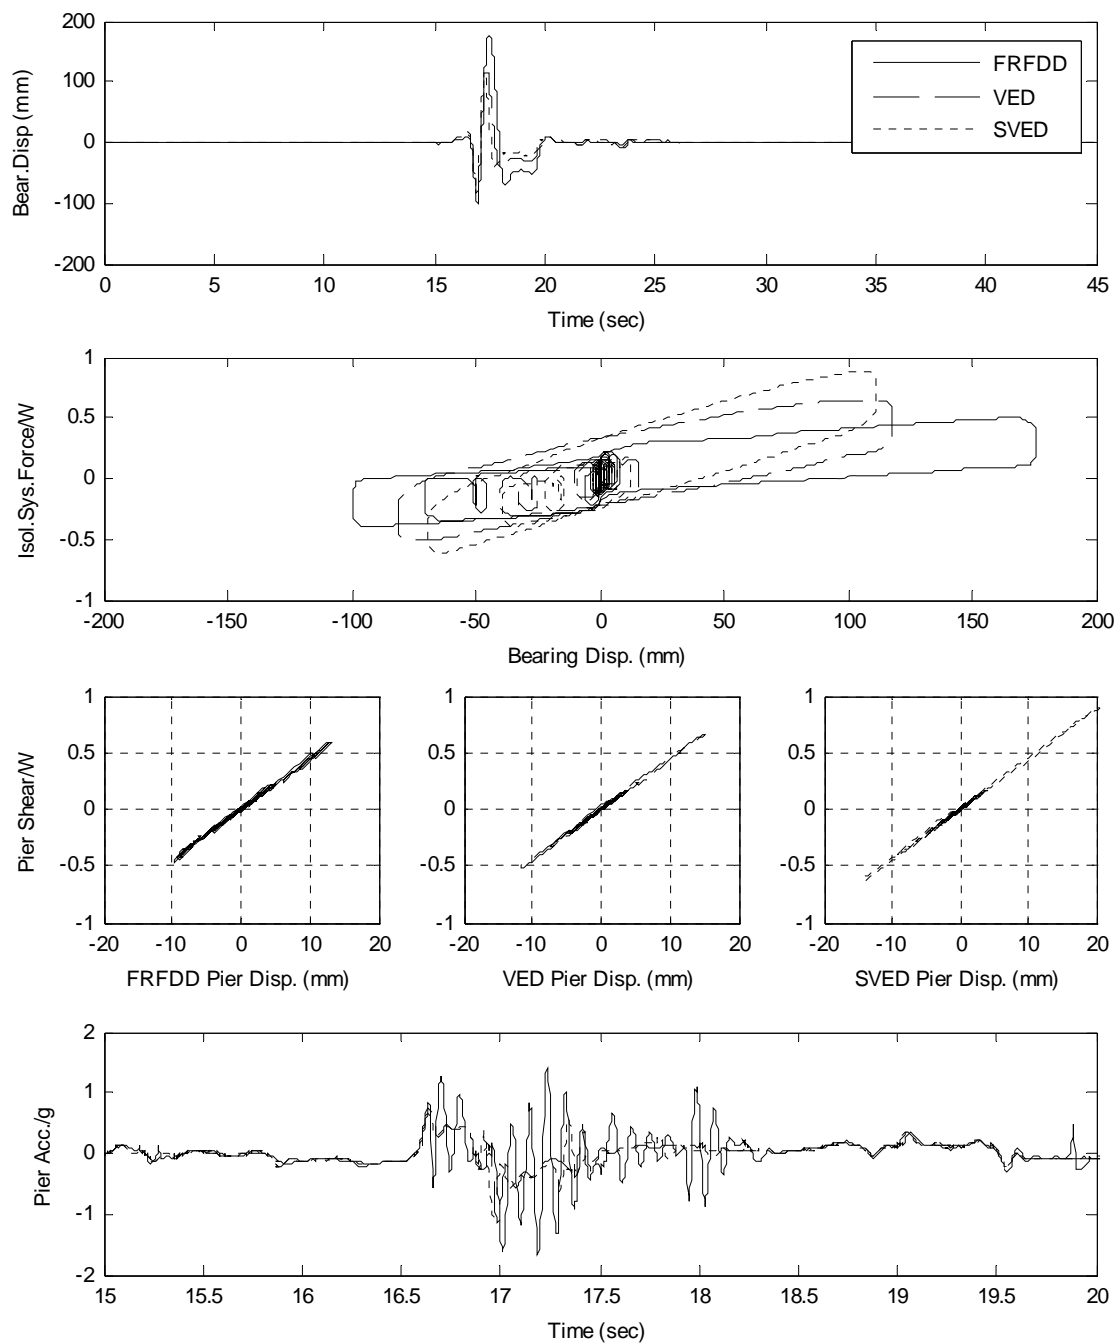 200
100
0
-100
-200
Bear.Disp (mm)
FRFDD
VED
SVED
0 5 10 15 20 25 30 35 40 45
Time (sec)
1
0.5
0
-0.5
-1
Isol.Sys.Force/W
-200 -150 -100 -50 0 50 100 150 200
Bearing Disp. (mm)
1
0.5
0
-0.5
-1
Pier Shear/W
-20 -10 0 10 20
FRFDD Pier Disp. (mm)
1
0.5
0
-0.5
-1
-20 -10 0 10 20
VED Pier Disp. (mm)
1
0.5
0
-0.5
-1
-20 -10 0 10 20
SVED Pier Disp. (mm)
2
1
0
-1
-2
Pier Acc./g
15 15.5 16 16.5 17 17.5 18 18.5 19 19.5 20
Time (sec)